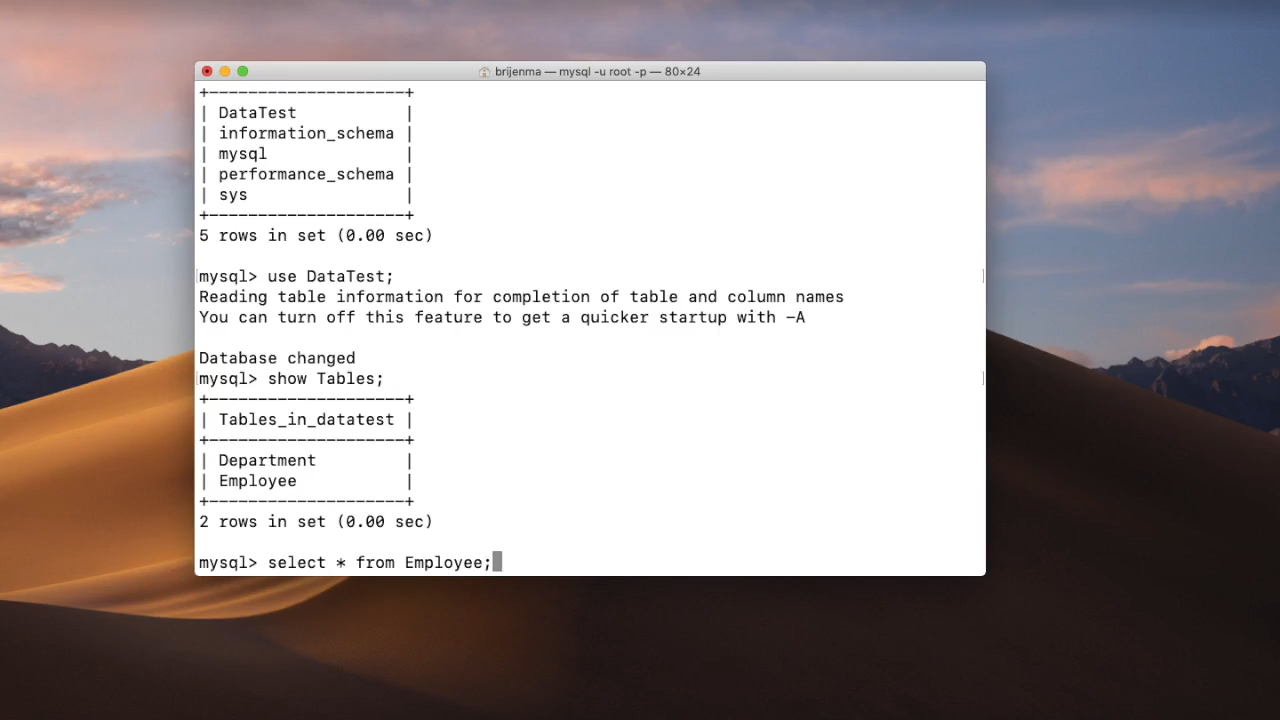 brijenma — mysql -u root -p — 80×24
+--------------------+
| DataTest           |
| information_schema |
| mysql              |
| performance_schema |
| sys                |
+--------------------+
5 rows in set (0.00 sec)
mysql> use DataTest;
Reading table information for completion of table and column names
You can turn off this feature to get a quicker startup with -A
Database changed
mysql> show Tables;
+--------------------+
| Tables_in_datatest |
+--------------------+
| Department         |
| Employee           |
+--------------------+
2 rows in set (0.00 sec)
mysql> select * from Employee;